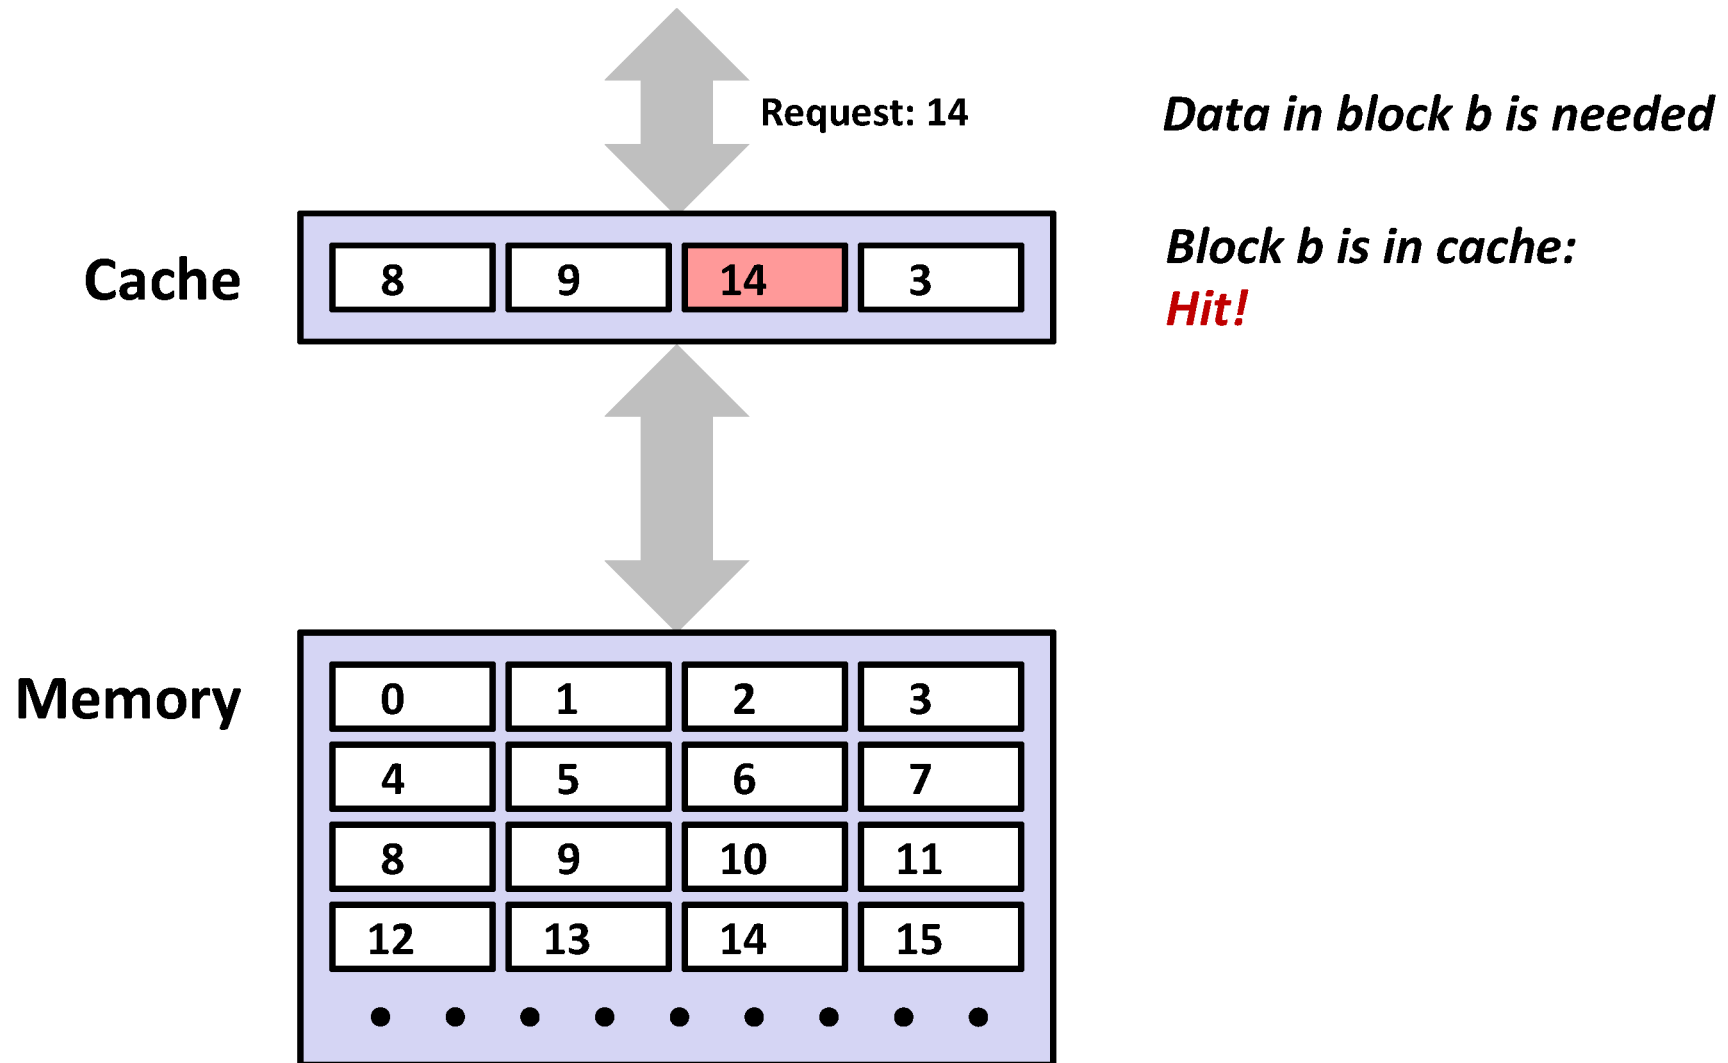 Request: 14
Data in block b is needed
Cache
8 9 14 3
Block b is in cache:
Hit!
Memory
0 1 2 3
4 5 6 7
8 9 10 11
12 13 14 15